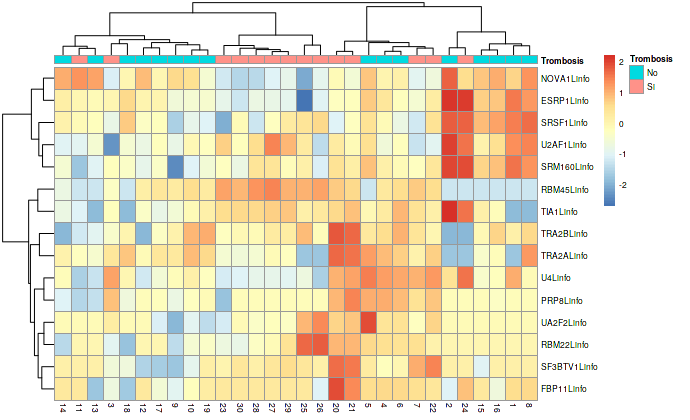 Trombosis
Trombosis
No
Si
NOVA1Linfo
ESRP1Linfo
SRSF1Linfo
U2AF1Linfo
SRM160Linfo
RBM45Linfo
TIA1Linfo
TRA2BLinfo
TRA2ALinfo
U4Linfo
PRP8Linfo
UA2F2Linfo
RBM22Linfo
SF3BTV1Linfo
FBP11Linfo
2
1
0
-1
-2
14 11 13 3 18 12 17 9 10 19 23 30 28 27 29 25 26 20 21 5 4 6 7 22 2 24 15 16 1 8